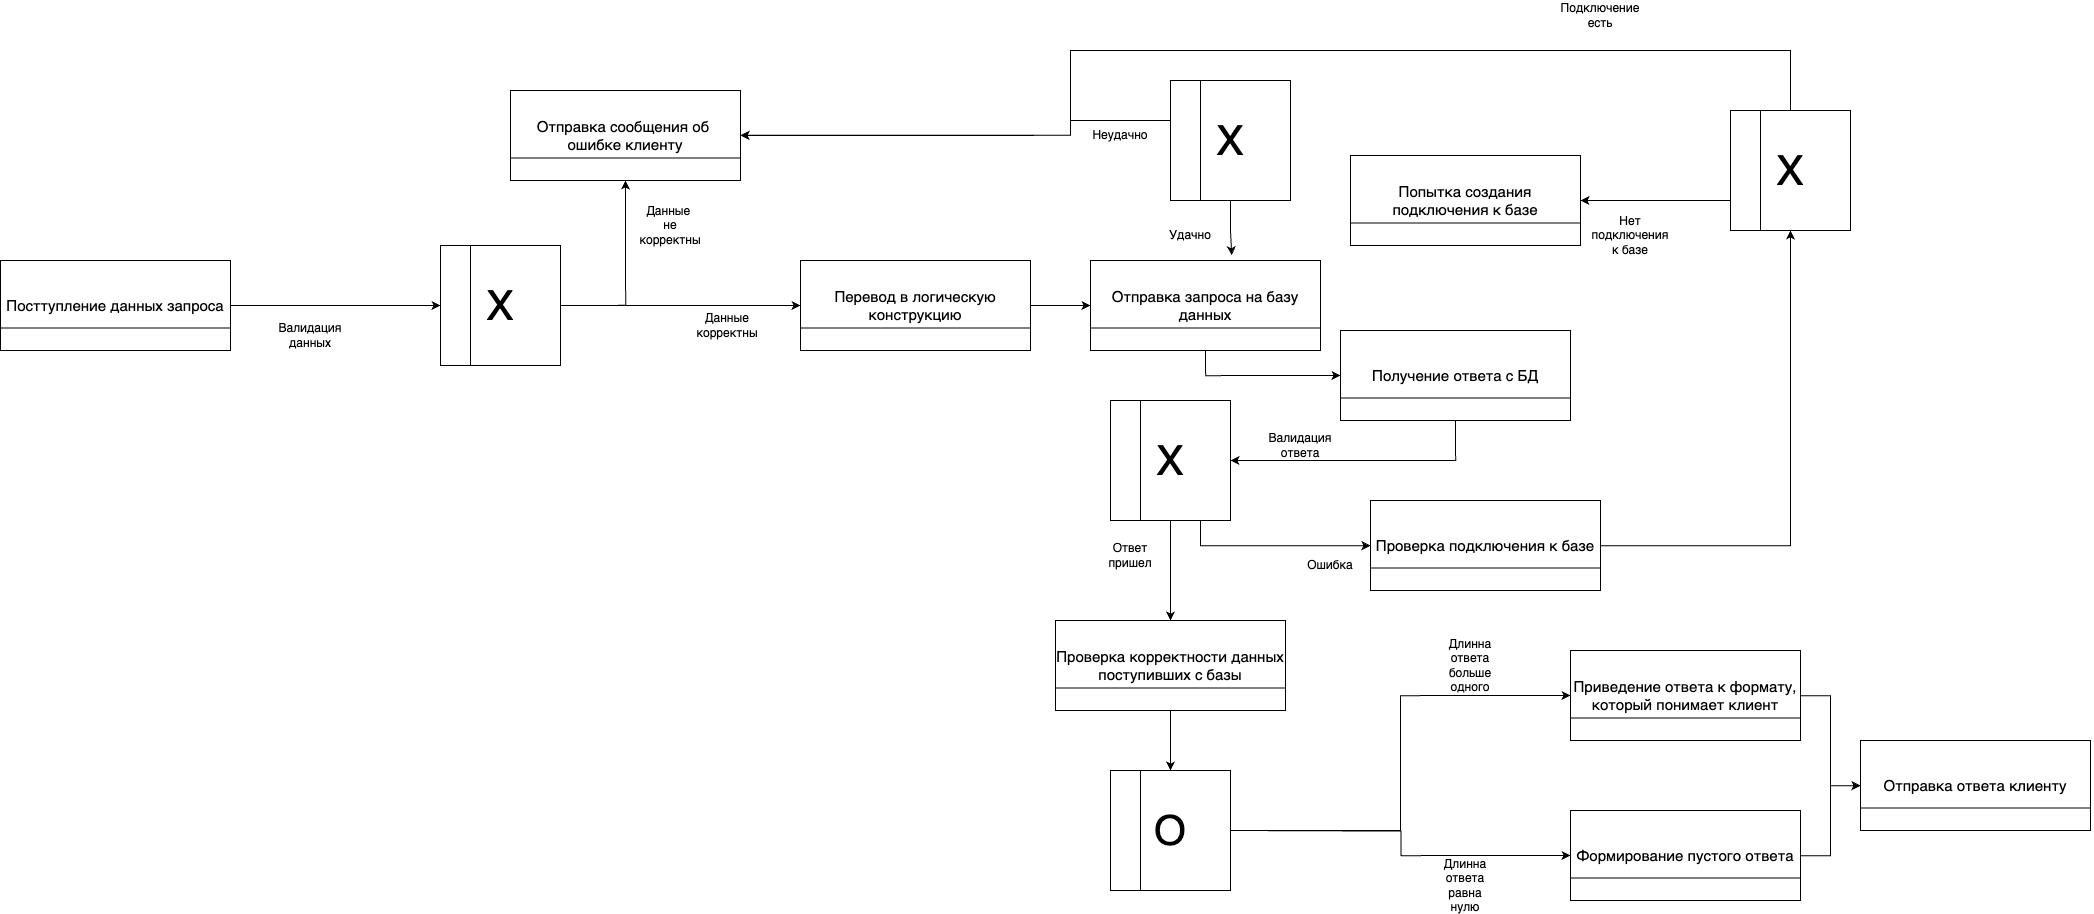 Подключение
есть
Отправка сообщения об
ошибке клиенту
X
Неудачно
X
Попытка создания
подключения к базе
Данные
не
корректны
Удачно
Нет
подключения
к базе
Посттупление данных запроса
Валидация
данных
X
Данные
корректны
Перевод в логическую
конструкцию
Отправка запроса на базу
данных
Получение ответа с БД
Валидация
ответа
X
Ответ
пришел
Ошибка
Проверка подключения к базе
Проверка корректности данных
поступивших с базы
Длинна
ответа
больше
одного
Приведение ответа к формату,
который понимает клиент
Отправка ответа клиенту
O
Формирование пустого ответа
Длинна
ответа
равна
нулю